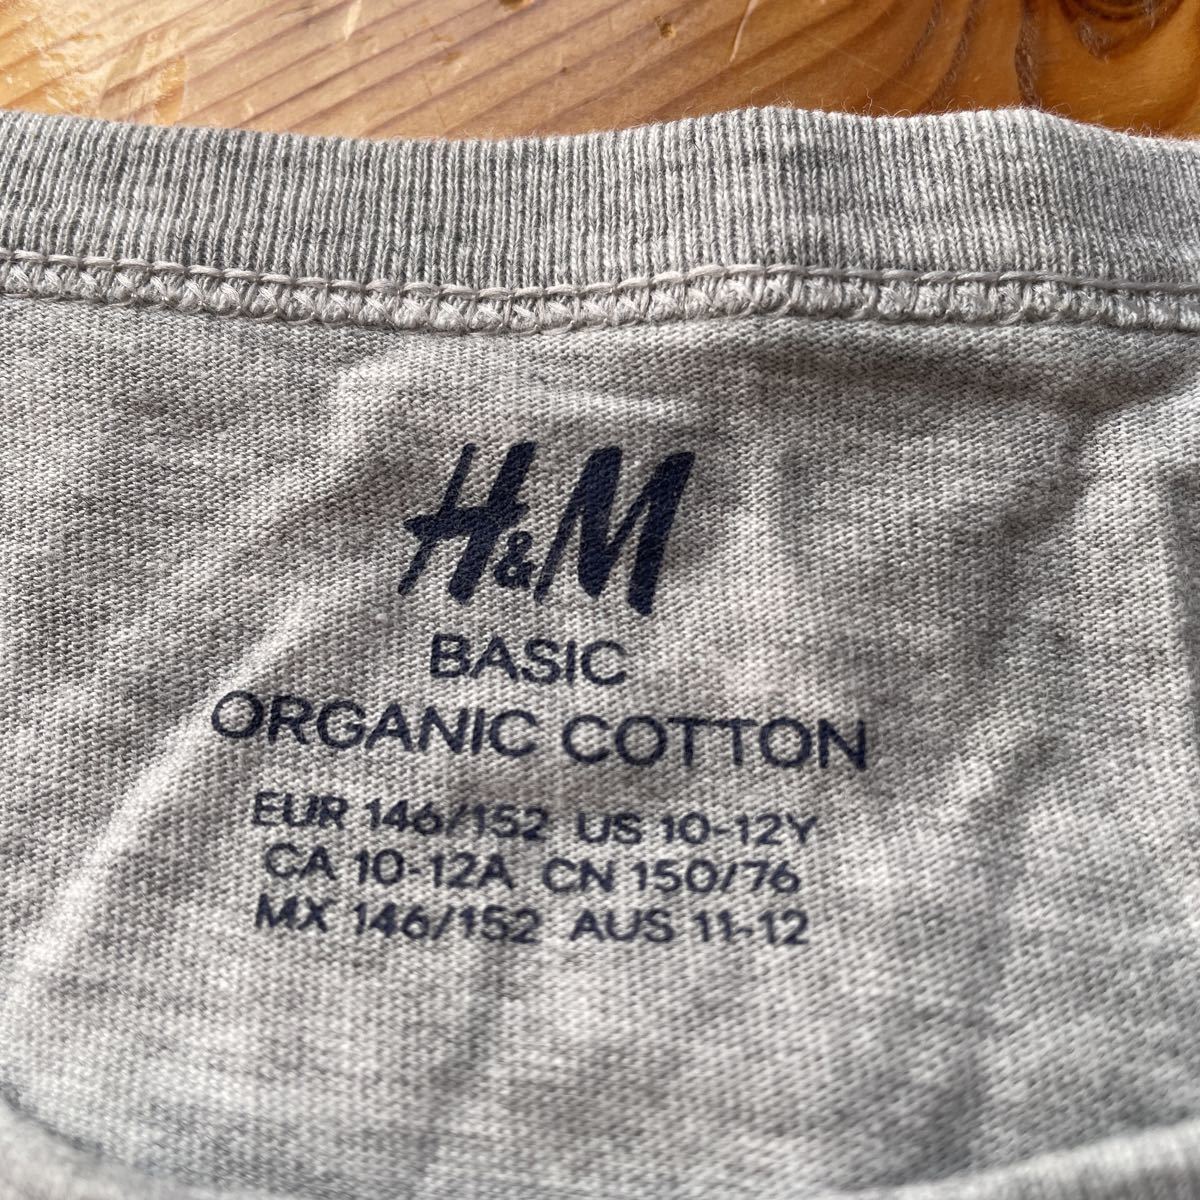 H&M
BASIC
ORGANIC COTTON
EUR 146/152 US 10-12Y
CA 10-12A CN 150/76
MX 146/152 AUS 11-12